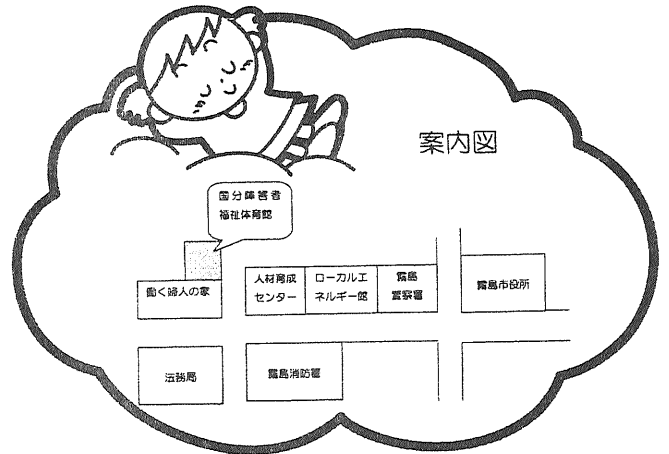 案内図
国分障害者
福祉体育館
働く婦人の家
人材育成
センター
ローカルエ
ネルギー館
霧島
警察署
霧島市役所
法務局
霧島消防署